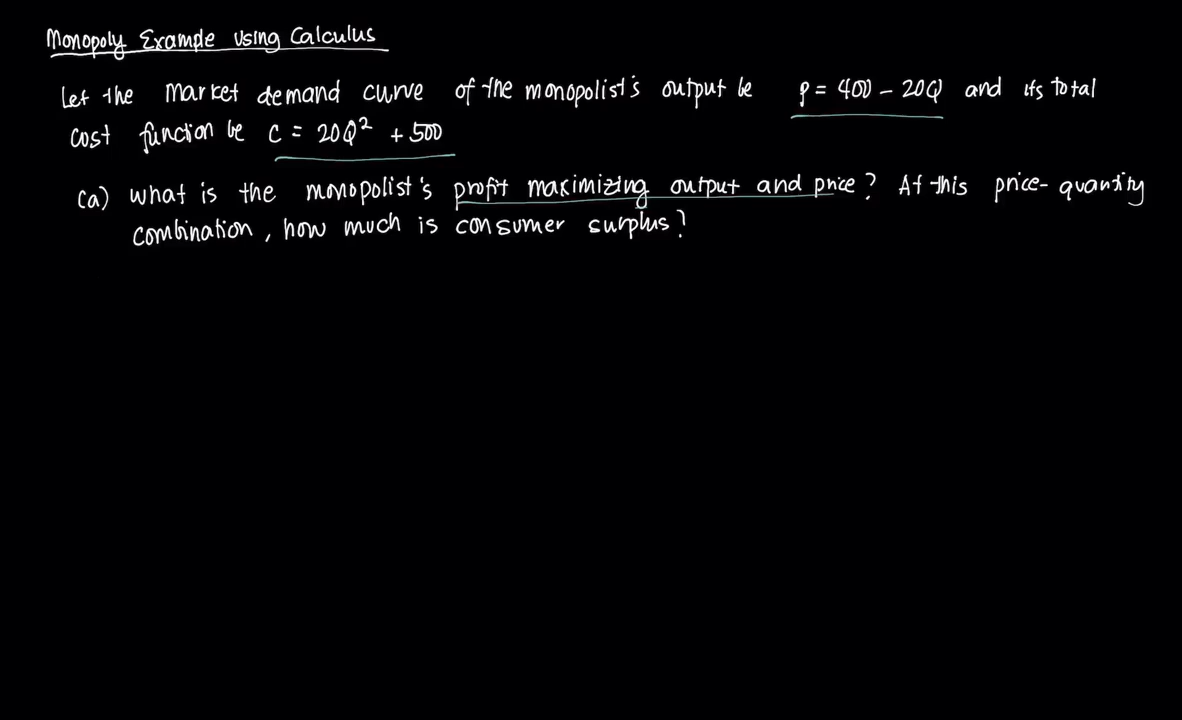 Monopoly Example Using Calculus
Let the market demand curve of the monopolist's output be P = 400 - 20Q and its total
cost function be C = 20Q² + 500
(a) What is the monopolist's profit maximizing output and price? At this price-quantity
combination, how much is consumer surplus?